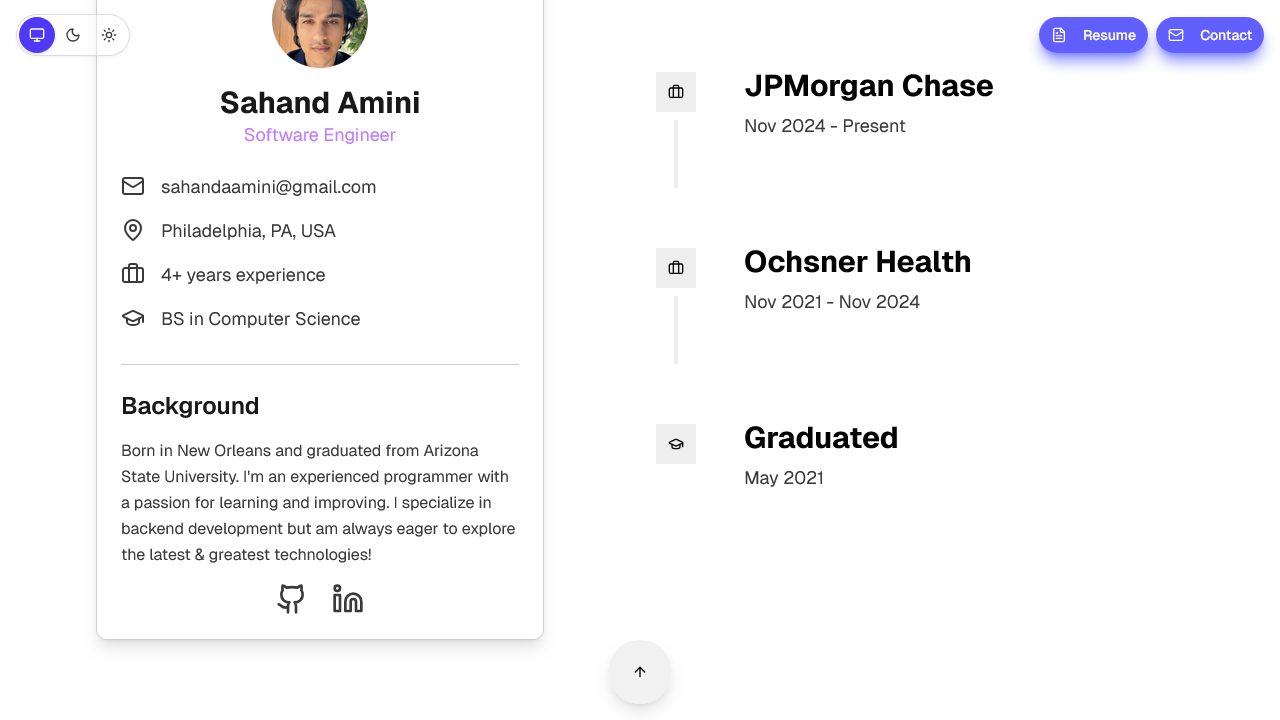 Resume
Contact
Sahand Amini
Software Engineer
sahandaamini@gmail.com
Philadelphia, PA, USA
4+ years experience
BS in Computer Science
Background
Born in New Orleans and graduated from Arizona
State University. I'm an experienced programmer with
a passion for learning and improving. I specialize in
backend development but am always eager to explore
the latest & greatest technologies!
JPMorgan Chase
Nov 2024 - Present
Ochsner Health
Nov 2021 - Nov 2024
Graduated
May 2021